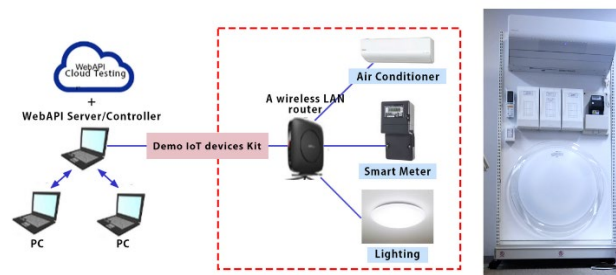 WebAPI
Cloud Testing
+
WebAPI Server/Controller
PC
PC
Demo IoT devices Kit
A wireless LAN
router
Air Conditioner
Smart Meter
Lighting